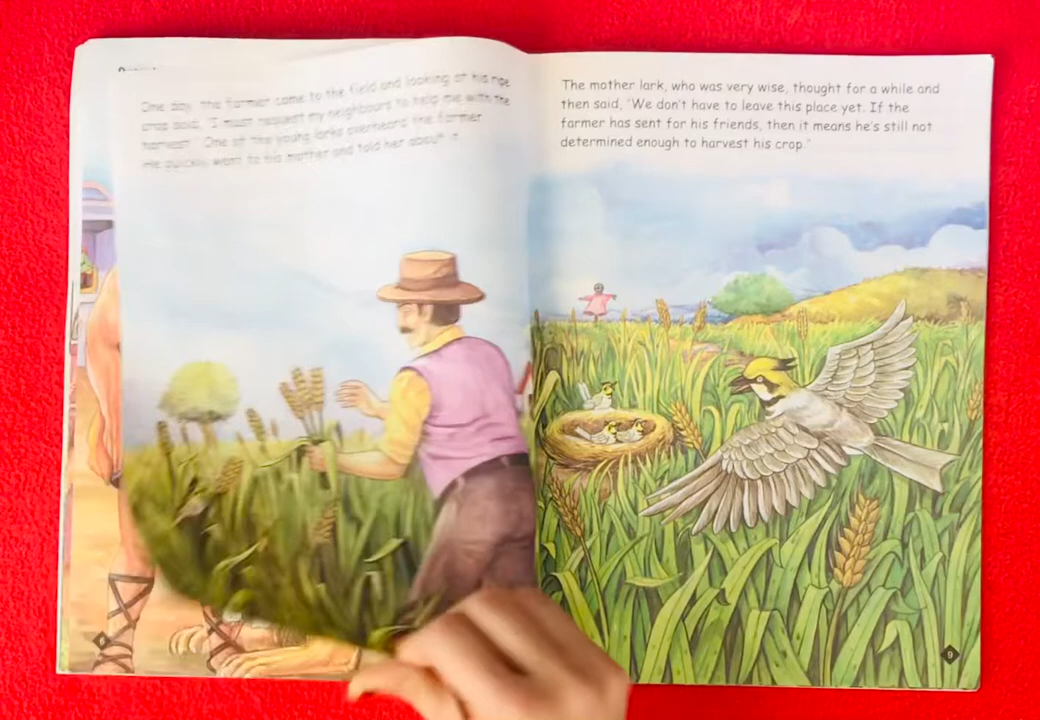 One day, the farmer came to the field and looking at his ripe
crop said, "I must request my neighbours to help me with the
harvest." One of the young larks overheard the farmer.
He quickly went to his mother and told her about it.
The mother lark, who was very wise, thought for a while and
then said, "We don't have to leave this place yet. If the
farmer has sent for his friends, then it means he's still not
determined enough to harvest his crop."
6
9